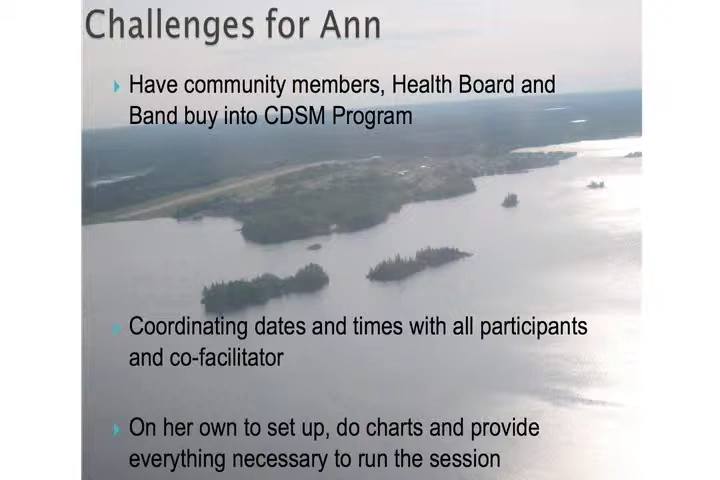 Challenges for Ann
Have community members, Health Board and
Band buy into CDSM Program
Coordinating dates and times with all participants
and co-facilitator
On her own to set up, do charts and provide
everything necessary to run the session